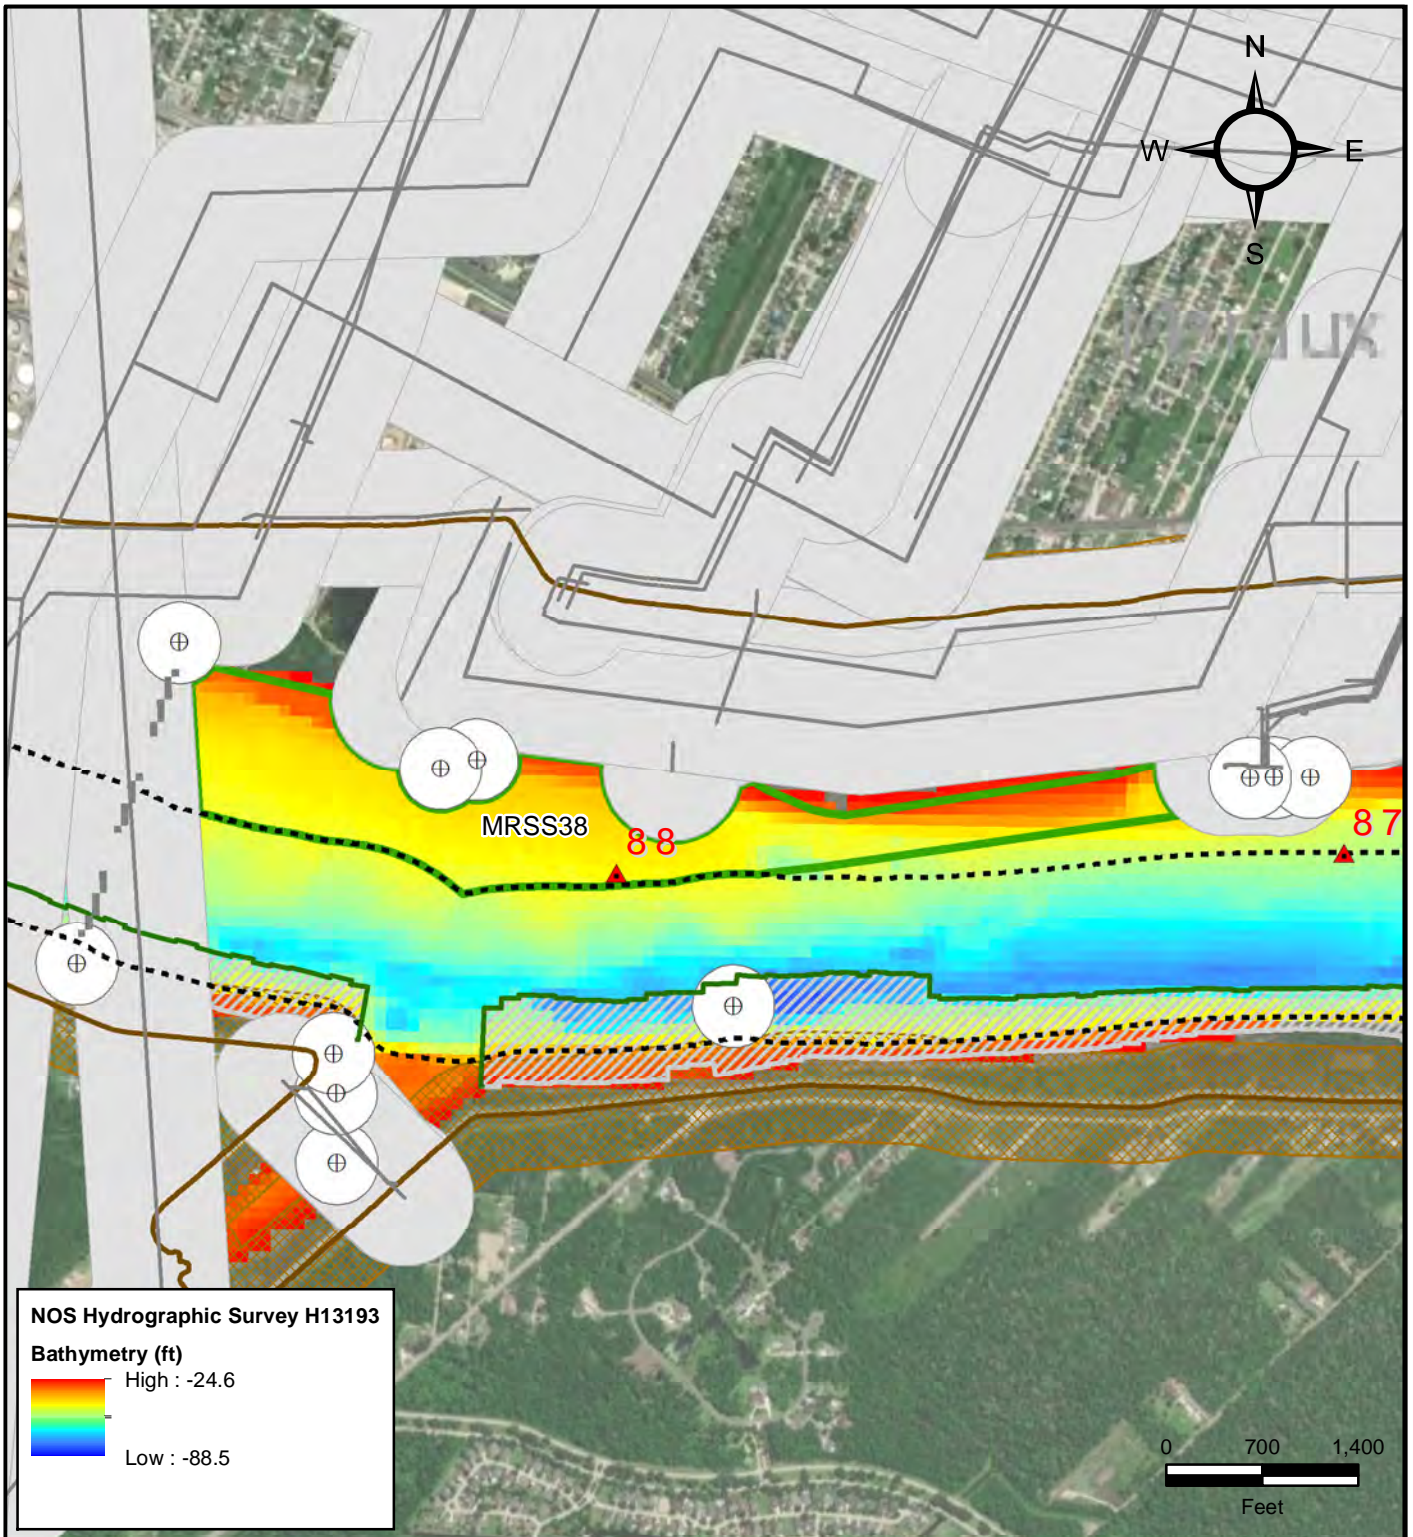 N
W E
S
Meraux
MRSS38
88
87
NOS Hydrographic Survey H13193
Bathymetry (ft)
High : -24.6
Low : -88.5
0 700 1,400
Feet